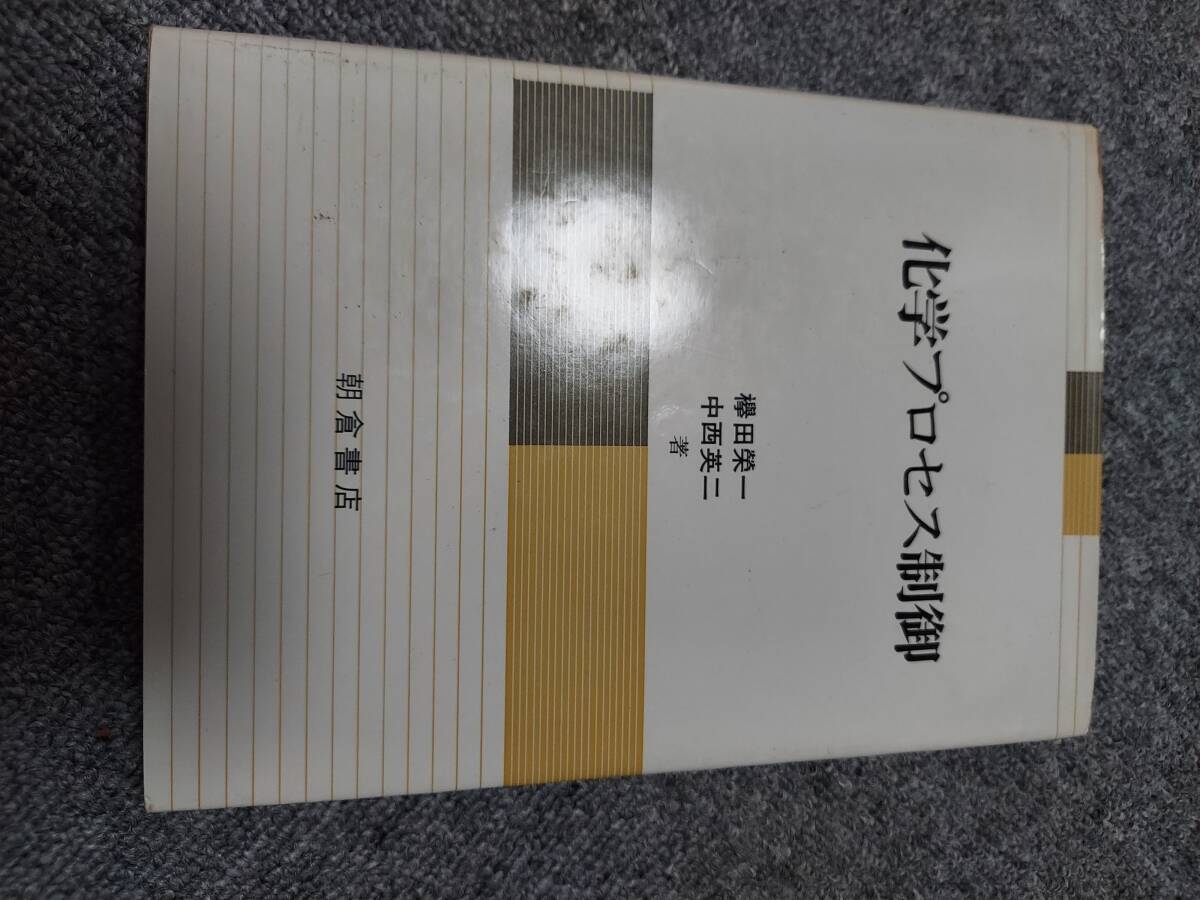 化学プロセス制御
欅田榮一
中西英二
著
朝倉書店